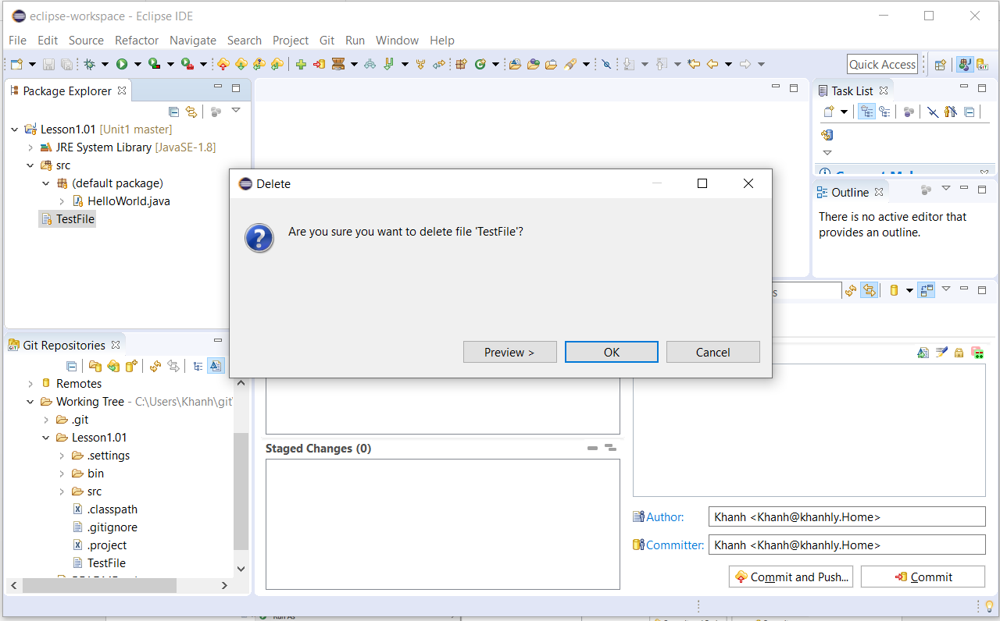 eclipse-workspace - Eclipse IDE
File Edit Source Refactor Navigate Search Project Git Run Window Help
Quick Access
Package Explorer
Lesson1.01 [Unit1 master]
JRE System Library [JavaSE-1.8]
src
(default package)
HelloWorld.java
TestFile
Task List
Outline
There is no active editor that
provides an outline.
Delete
Are you sure you want to delete file 'TestFile'?
Preview >
OK
Cancel
Git Repositories
Remotes
Working Tree - C:\Users\Khanh\git\
.git
Lesson1.01
.settings
bin
src
.classpath
.gitignore
.project
TestFile
Staged Changes (0)
Author: Khanh <Khanh@khanhly.Home>
Committer: Khanh <Khanh@khanhly.Home>
Commit and Push...
Commit
Run As